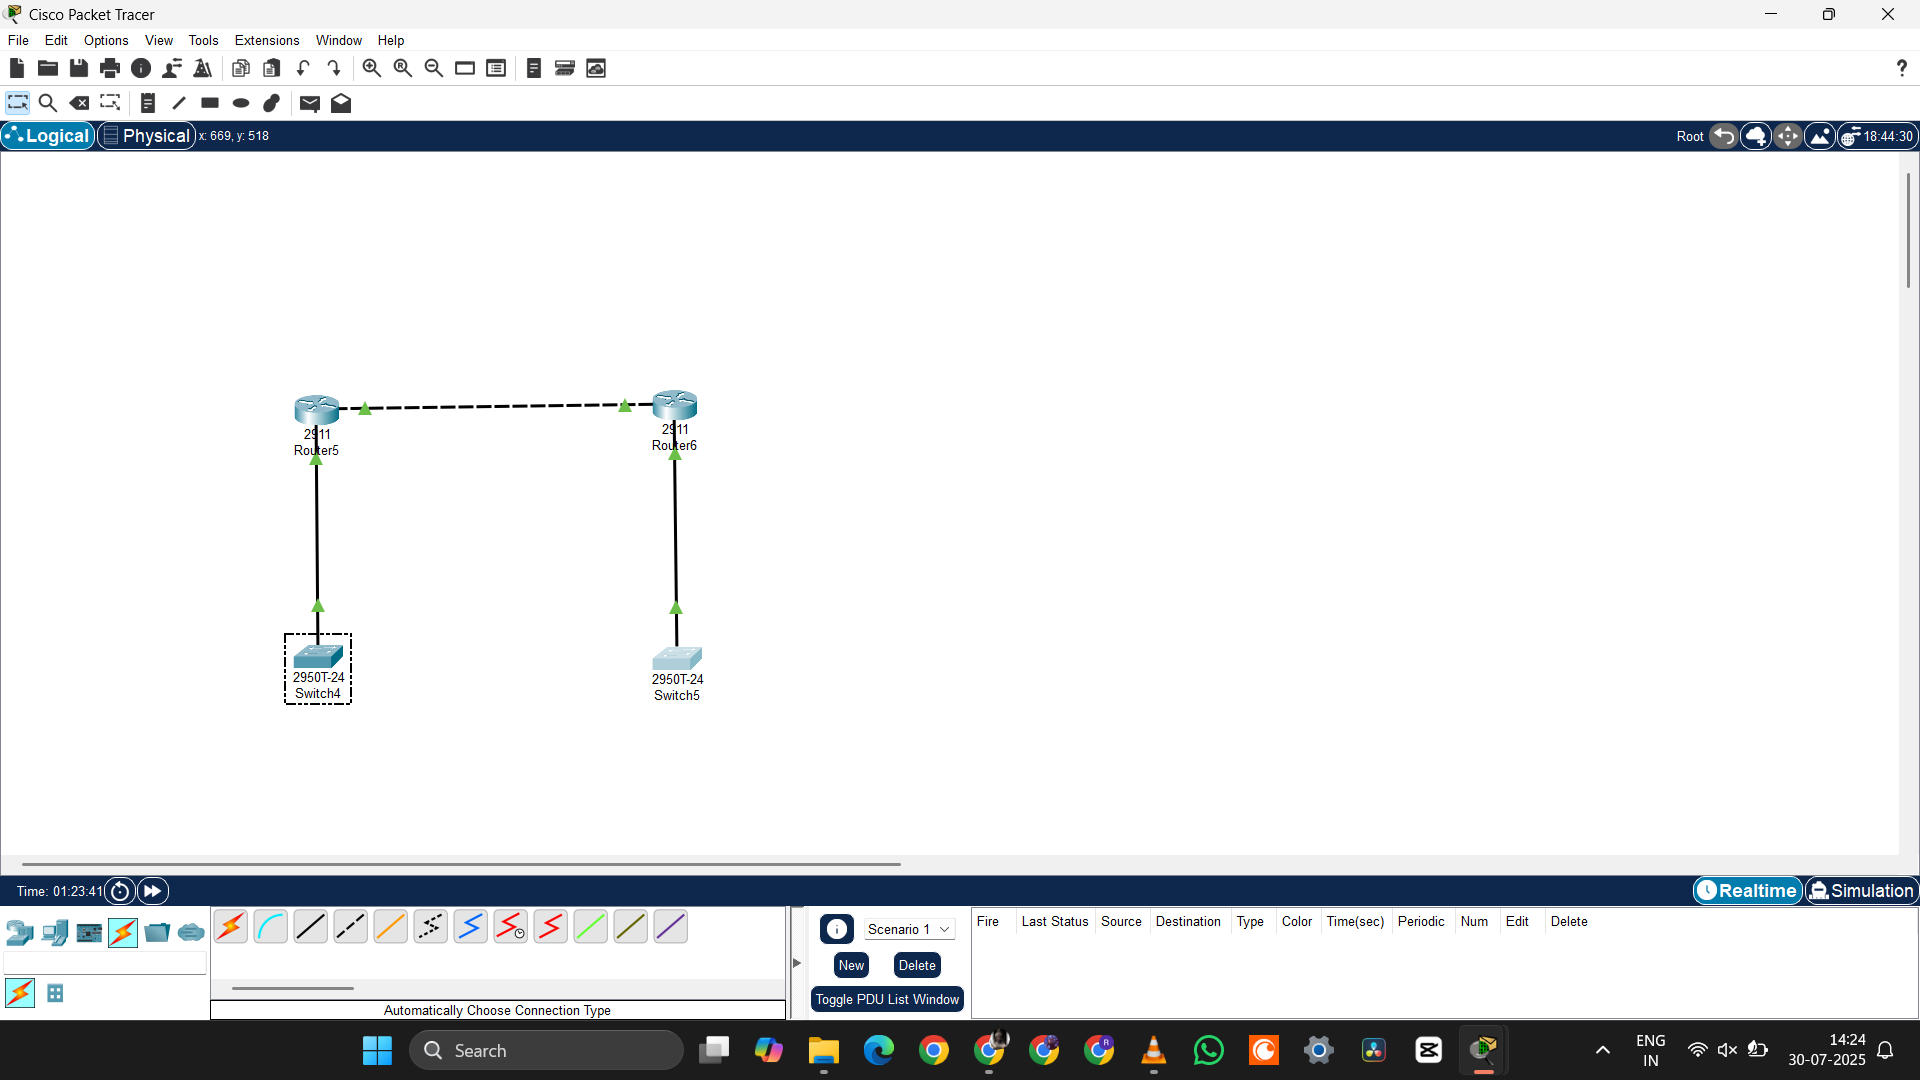 Cisco Packet Tracer
File Edit Options View Tools Extensions Window Help
?
Logical Physical x: 669, y: 518 Root 18:44:30
2911
Router5
2911
Router6
2950T-24
Switch4
2950T-24
Switch5
Time: 01:23:41 Realtime Simulation
Scenario 1
New Delete
Toggle PDU List Window
Fire Last Status Source Destination Type Color Time(sec) Periodic Num Edit Delete
Automatically Choose Connection Type
Search
ENG
IN
14:24
30-07-2025